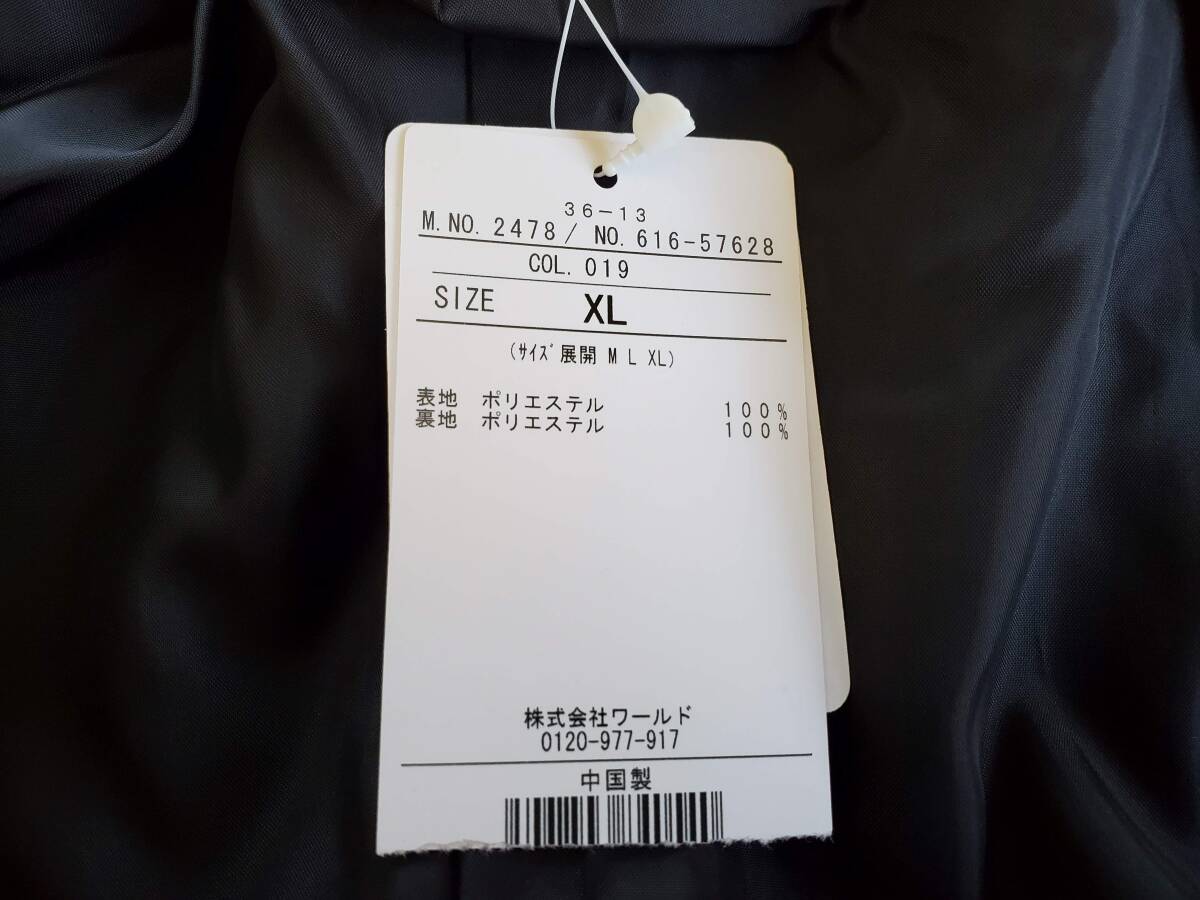 36-13
M.NO. 2478/ NO. 616-57628
COL. 019
SIZE XL
(ｻｲｽﾞ展開 M L XL)
表地 ポリエステル 100%
裏地 ポリエステル 100%
株式会社ワールド
0120-977-917
中国製